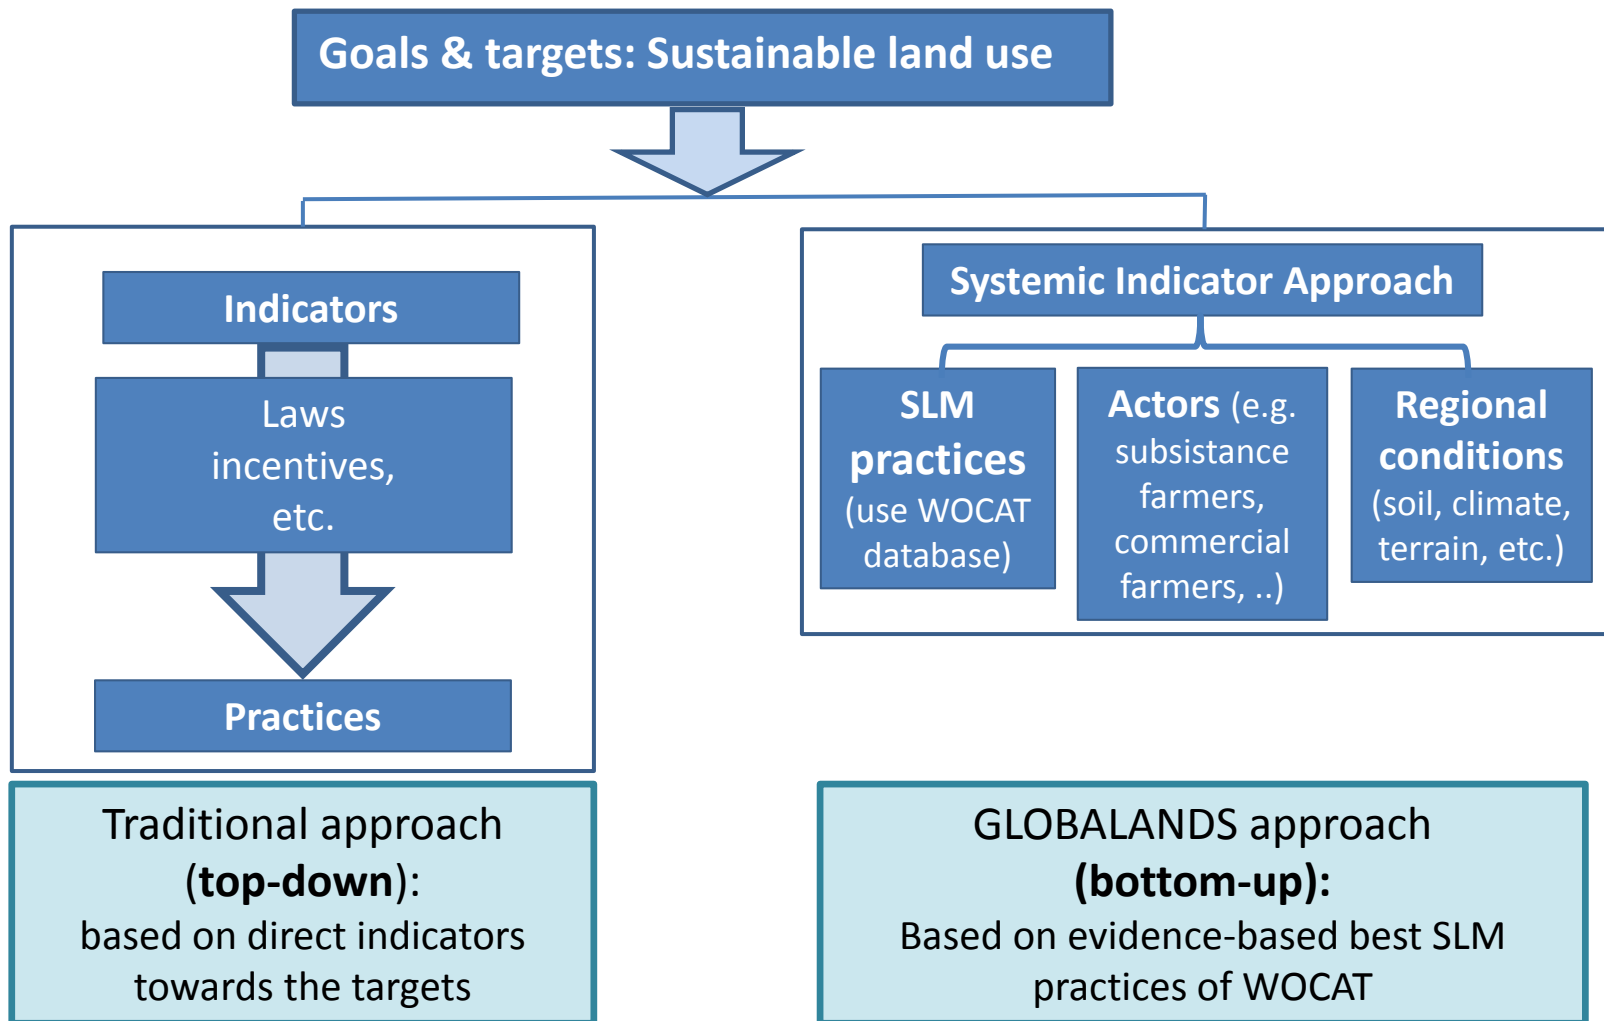 Goals & targets: Sustainable land use
Indicators
Laws
incentives,
etc.
Practices
Traditional approach
(top-down):
based on direct indicators
towards the targets
Systemic Indicator Approach
SLM
practices
(use WOCAT
database)
Actors (e.g.
subsistance
farmers,
commercial
farmers, ..)
Regional
conditions
(soil, climate,
terrain, etc.)
GLOBALANDS approach
(bottom-up):
Based on evidence-based best SLM
practices of WOCAT